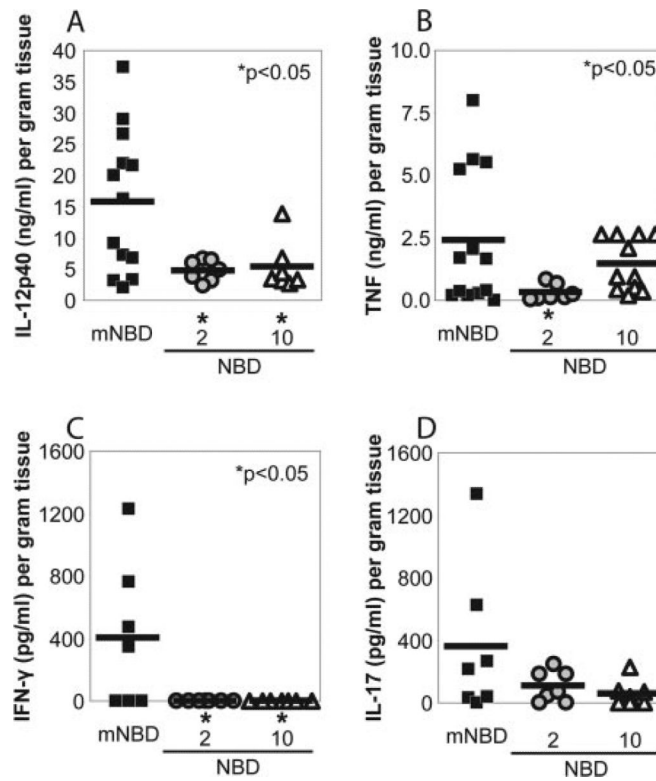 A
IL-12p40 (ng/ml) per gram tissue
40
35
30
25
20
15
10
5
0
*p<0.05
mNBD
*
*
2
10
NBD
B
TNF (ng/ml) per gram tissue
10.0
7.5
5.0
2.5
0.0
*p<0.05
mNBD
*
2
10
NBD
C
IFN-γ (pg/ml) per gram tissue
1600
1200
800
400
0
*p<0.05
mNBD
*
*
2
10
NBD
D
IL-17 (pg/ml) per gram tissue
1600
1200
800
400
0
mNBD
2
10
NBD